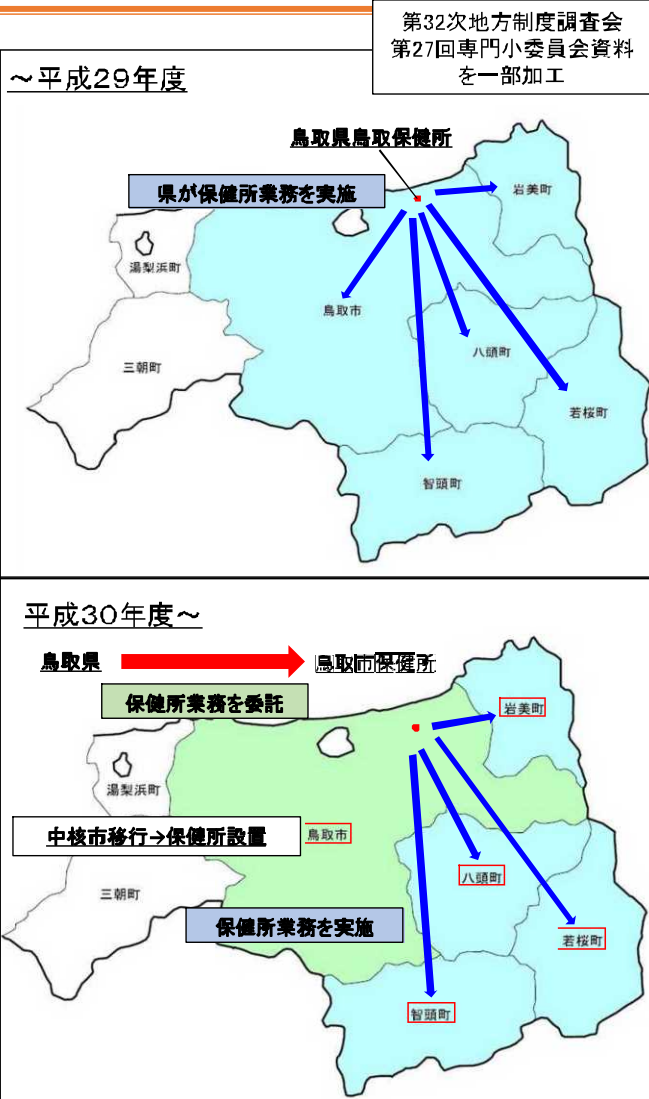 第32次地方制度調査会
第27回専門小委員会資料
を一部加工
～平成29年度
鳥取県鳥取保健所
県が保健所業務を実施
岩美町
湯梨浜町
鳥取市
八頭町
三朝町
若桜町
智頭町
平成30年度～
鳥取県
鳥取市保健所
保健所業務を委託
岩美町
湯梨浜町
中核市移行→保健所設置
鳥取市
八頭町
三朝町
保健所業務を実施
若桜町
智頭町